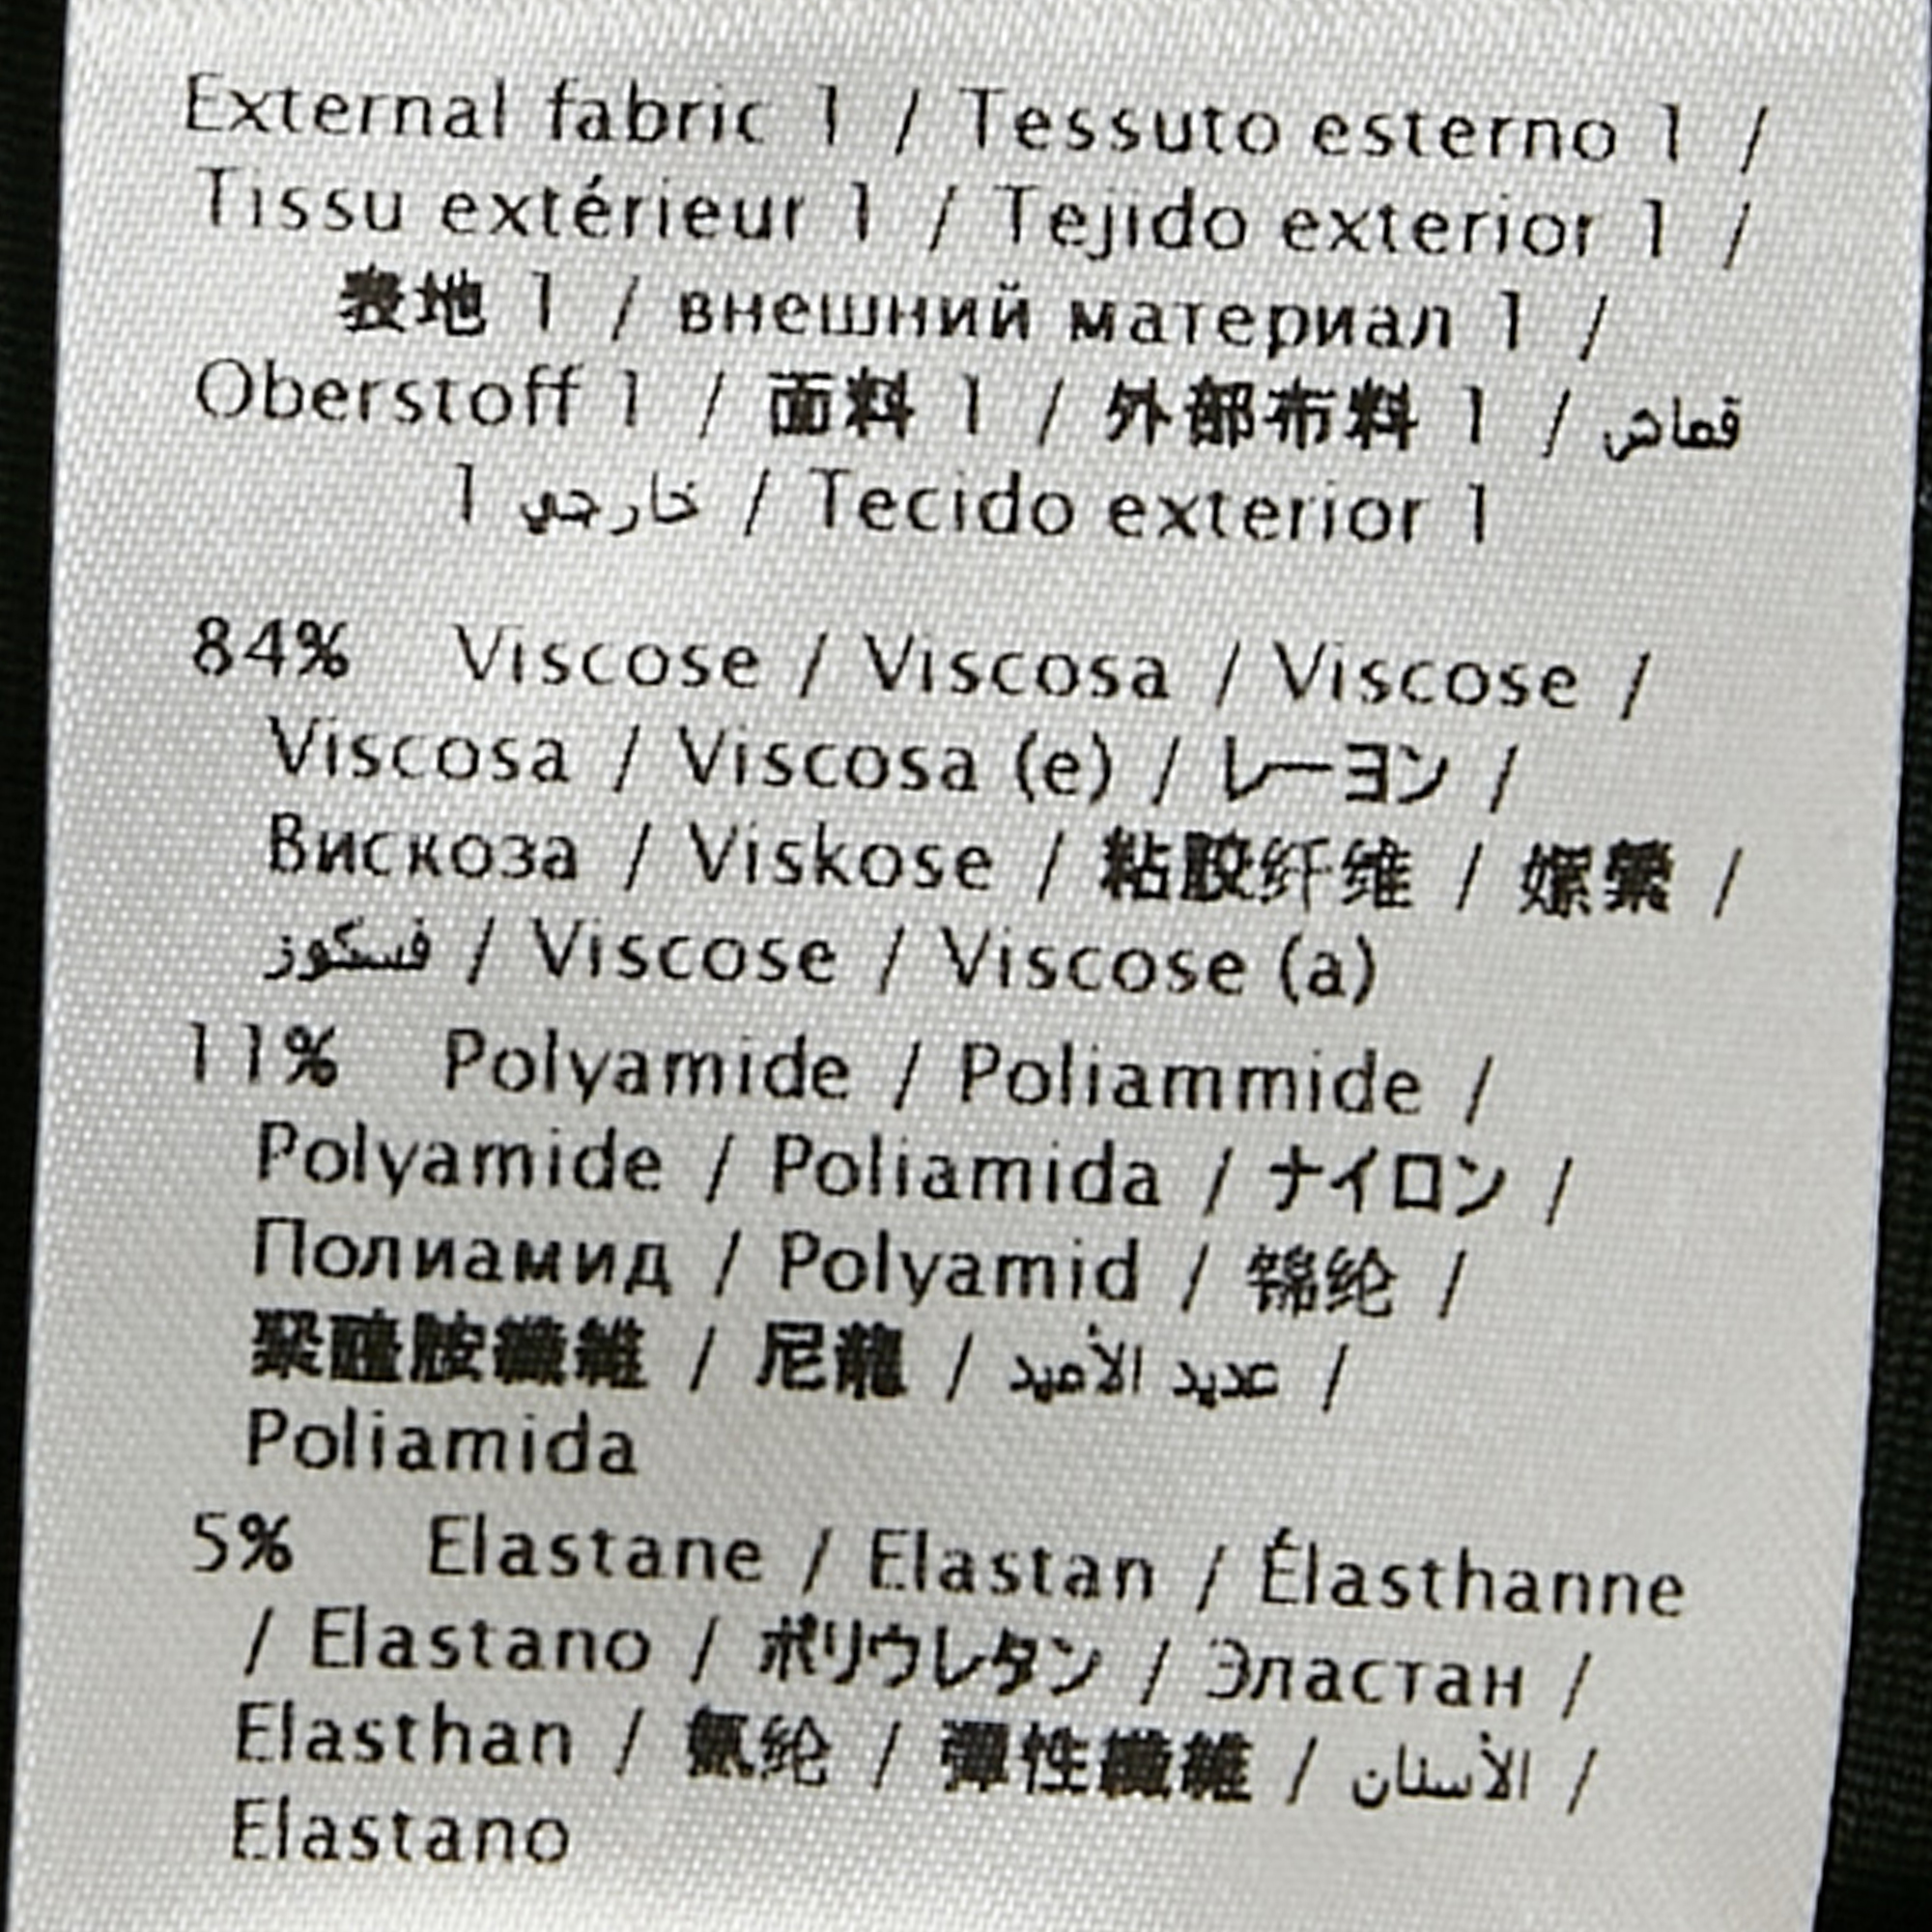 External fabric 1 / Tessuto esterno 1 /
Tissu extérieur 1 / Tejido exterior 1 /
表地 1 / внешний материал 1 /
Oberstoff 1 / 面料 1 / 外部布料 1 / قماش
خارجي 1 / Tecido exterior 1
84% Viscose / Viscosa / Viscose /
Viscosa / Viscosa (e) / レーヨン /
Вискоза / Viskose / 粘胶纤维 / 嫘縈 /
فسكوز / Viscose / Viscose (a)
11% Polyamide / Poliammide /
Polyamide / Poliamida / ナイロン /
Полиамид / Polyamid / 锦纶 /
聚醯胺纖維 / 尼龍 / عديد الأميد /
Poliamida
5% Elastane / Elastan / Élasthanne
/ Elastano / ポリウレタン / Эластан /
Elasthan / 氨纶 / 彈性纖維 / الأستان /
Elastano